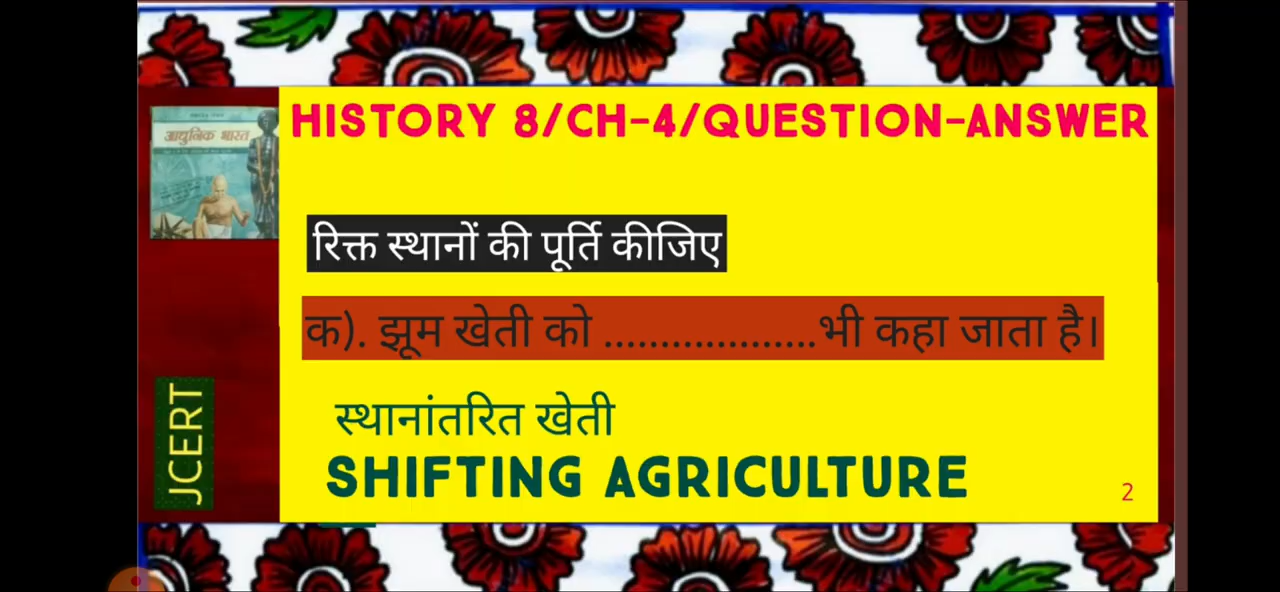 HISTORY 8/CH-4/QUESTION-ANSWER
आधुनिक भारत
रिक्त स्थानों की पूर्ति कीजिए
क). झूम खेती को ...................भी कहा जाता है।
स्थानांतरित खेती
SHIFTING AGRICULTURE
JCERT
2